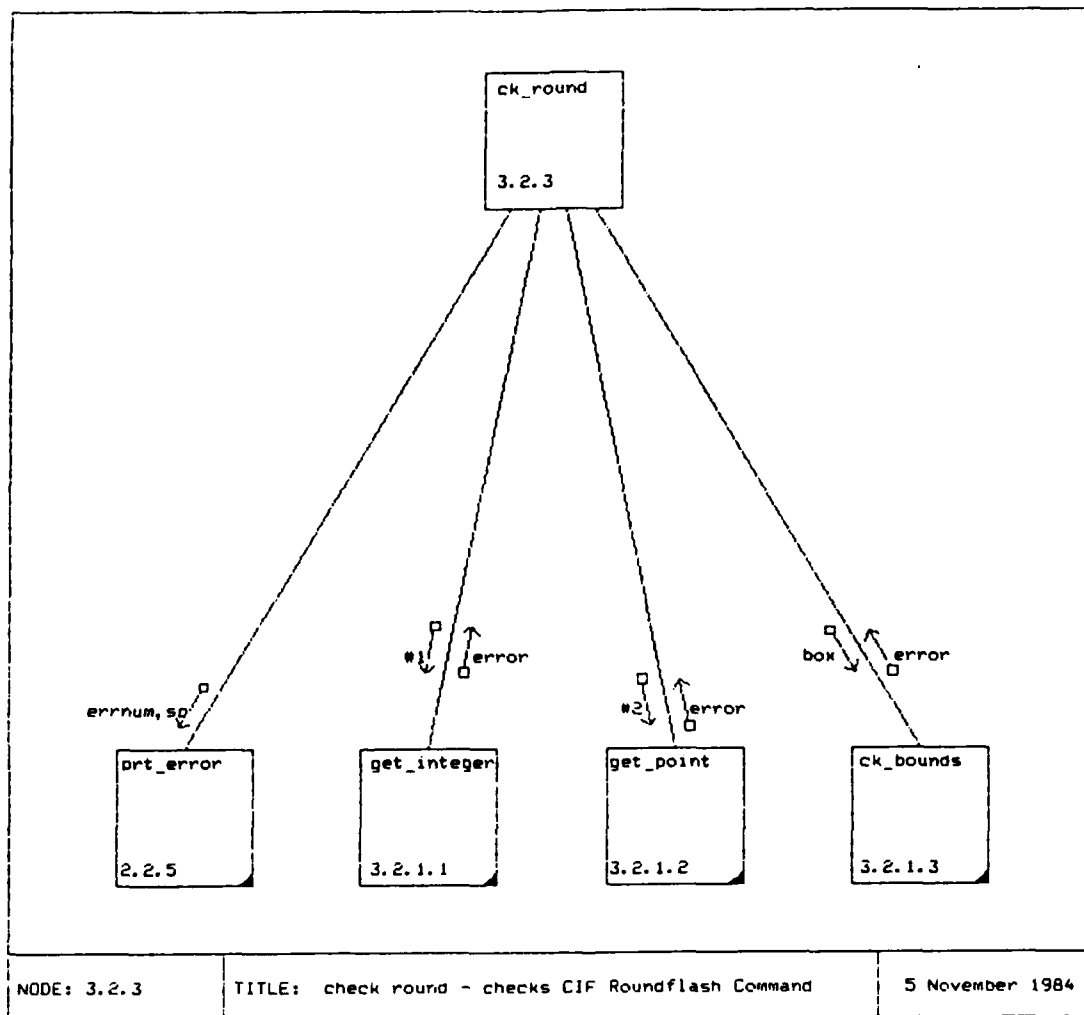 ck_round
3.2.3
#1
error
box
error
errnum,sp
#2
error
prt_error
get_integer
get_point
ck_bounds
2.2.5
3.2.1.1
3.2.1.2
3.2.1.3
NODE: 3.2.3
TITLE: check round - checks CIF Roundflash Command
5 November 1984